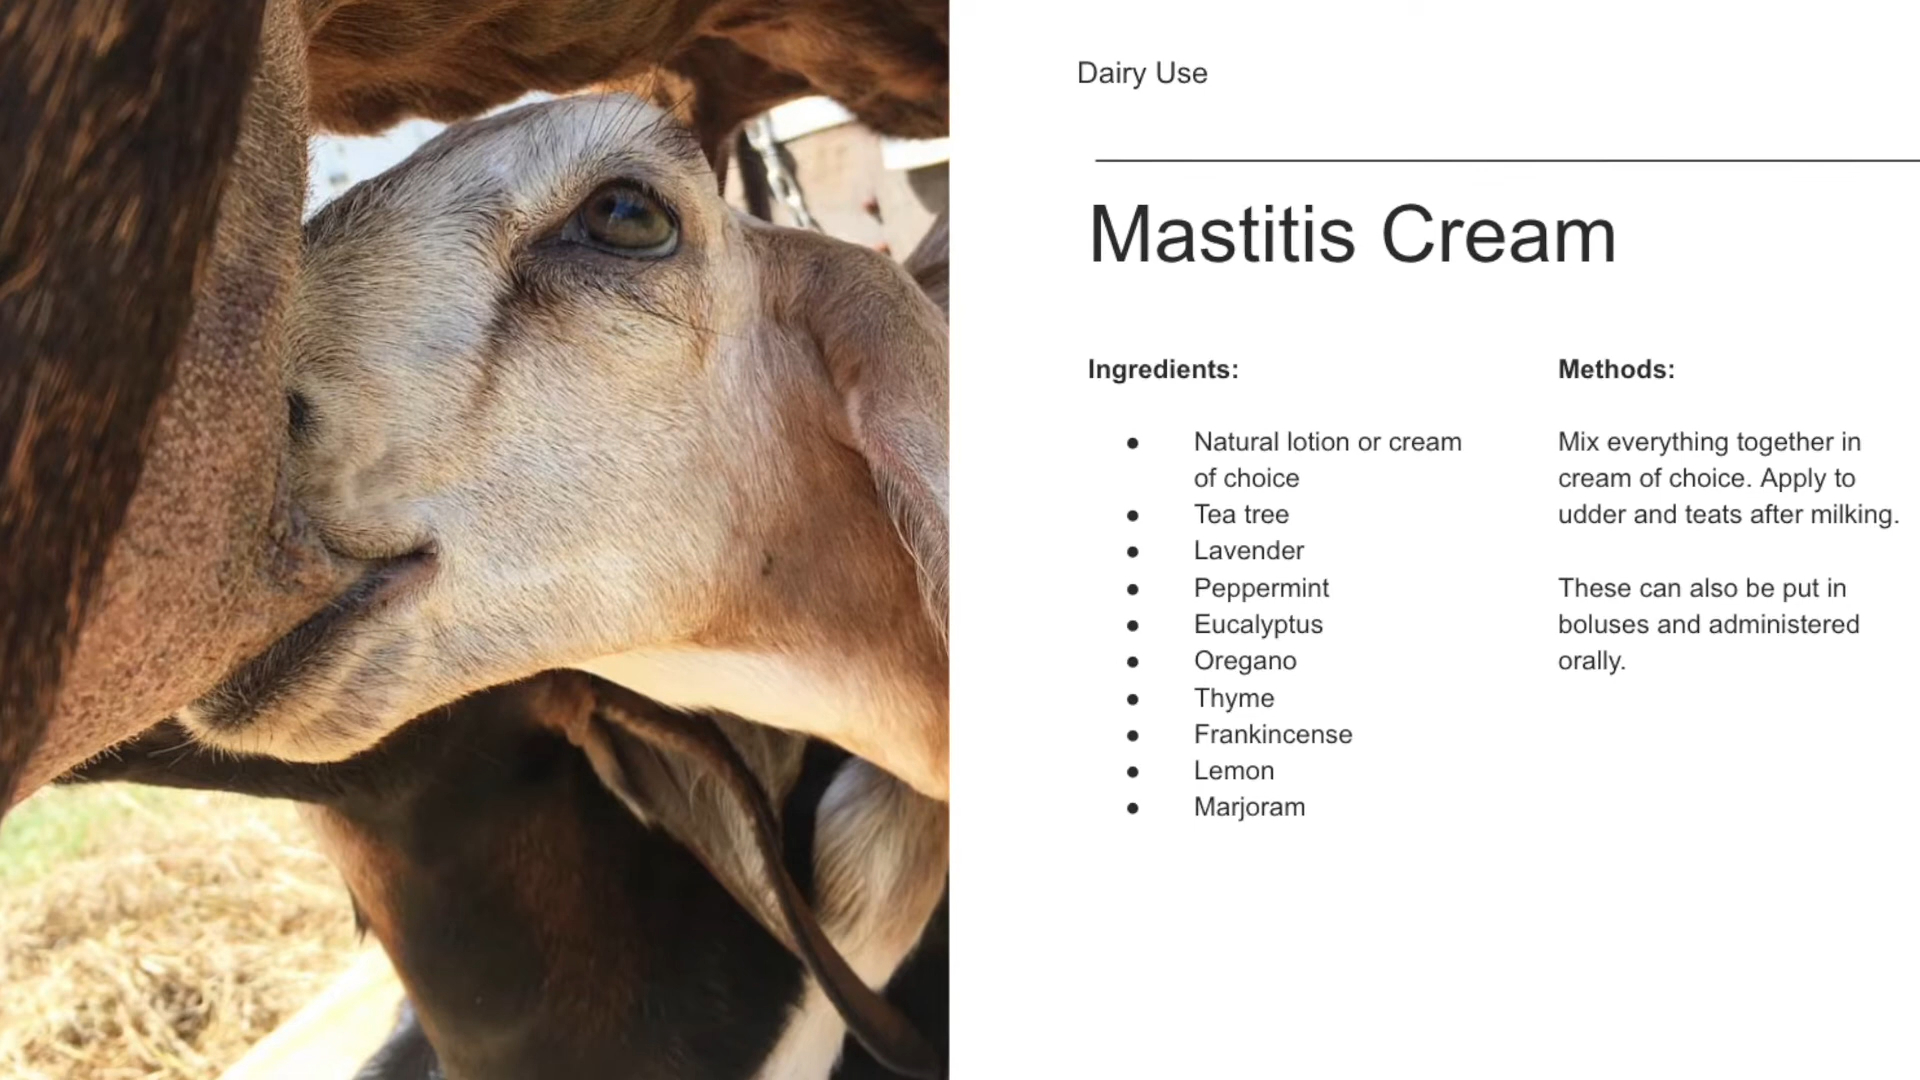 Dairy Use
Mastitis Cream
Ingredients:
● Natural lotion or cream
of choice
● Tea tree
● Lavender
● Peppermint
● Eucalyptus
● Oregano
● Thyme
● Frankincense
● Lemon
● Marjoram
Methods:
Mix everything together in
cream of choice. Apply to
udder and teats after milking.
These can also be put in
boluses and administered
orally.